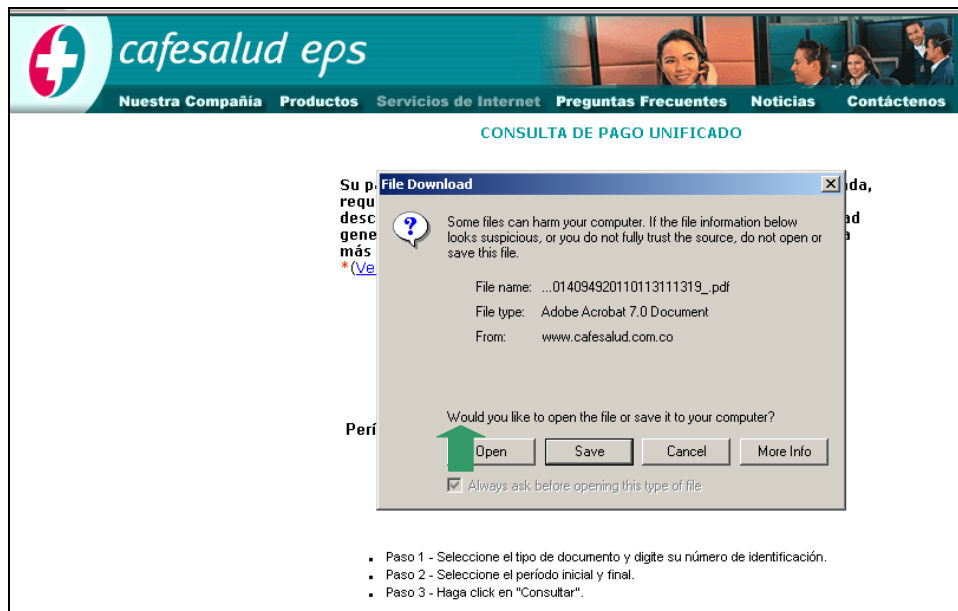 cafesalud eps
Nuestra Compañía Productos Servicios de Internet Preguntas Frecuentes Noticias Contáctenos
CONSULTA DE PAGO UNIFICADO
Su
requ
desc
gene
más
*(Ve
File Download
Some files can harm your computer. If the file information below
looks suspicious, or you do not fully trust the source, do not open or
save this file.
File name: ...014094920110113111319_.pdf
File type: Adobe Acrobat 7.0 Document
From: www.cafesalud.com.co
Would you like to open the file or save it to your computer?
Open Save Cancel More Info
Always ask before opening this type of file
Perí
Paso 1 - Seleccione el tipo de documento y digite su número de identificación.
Paso 2 - Seleccione el período inicial y final.
Paso 3 - Haga click en "Consultar".